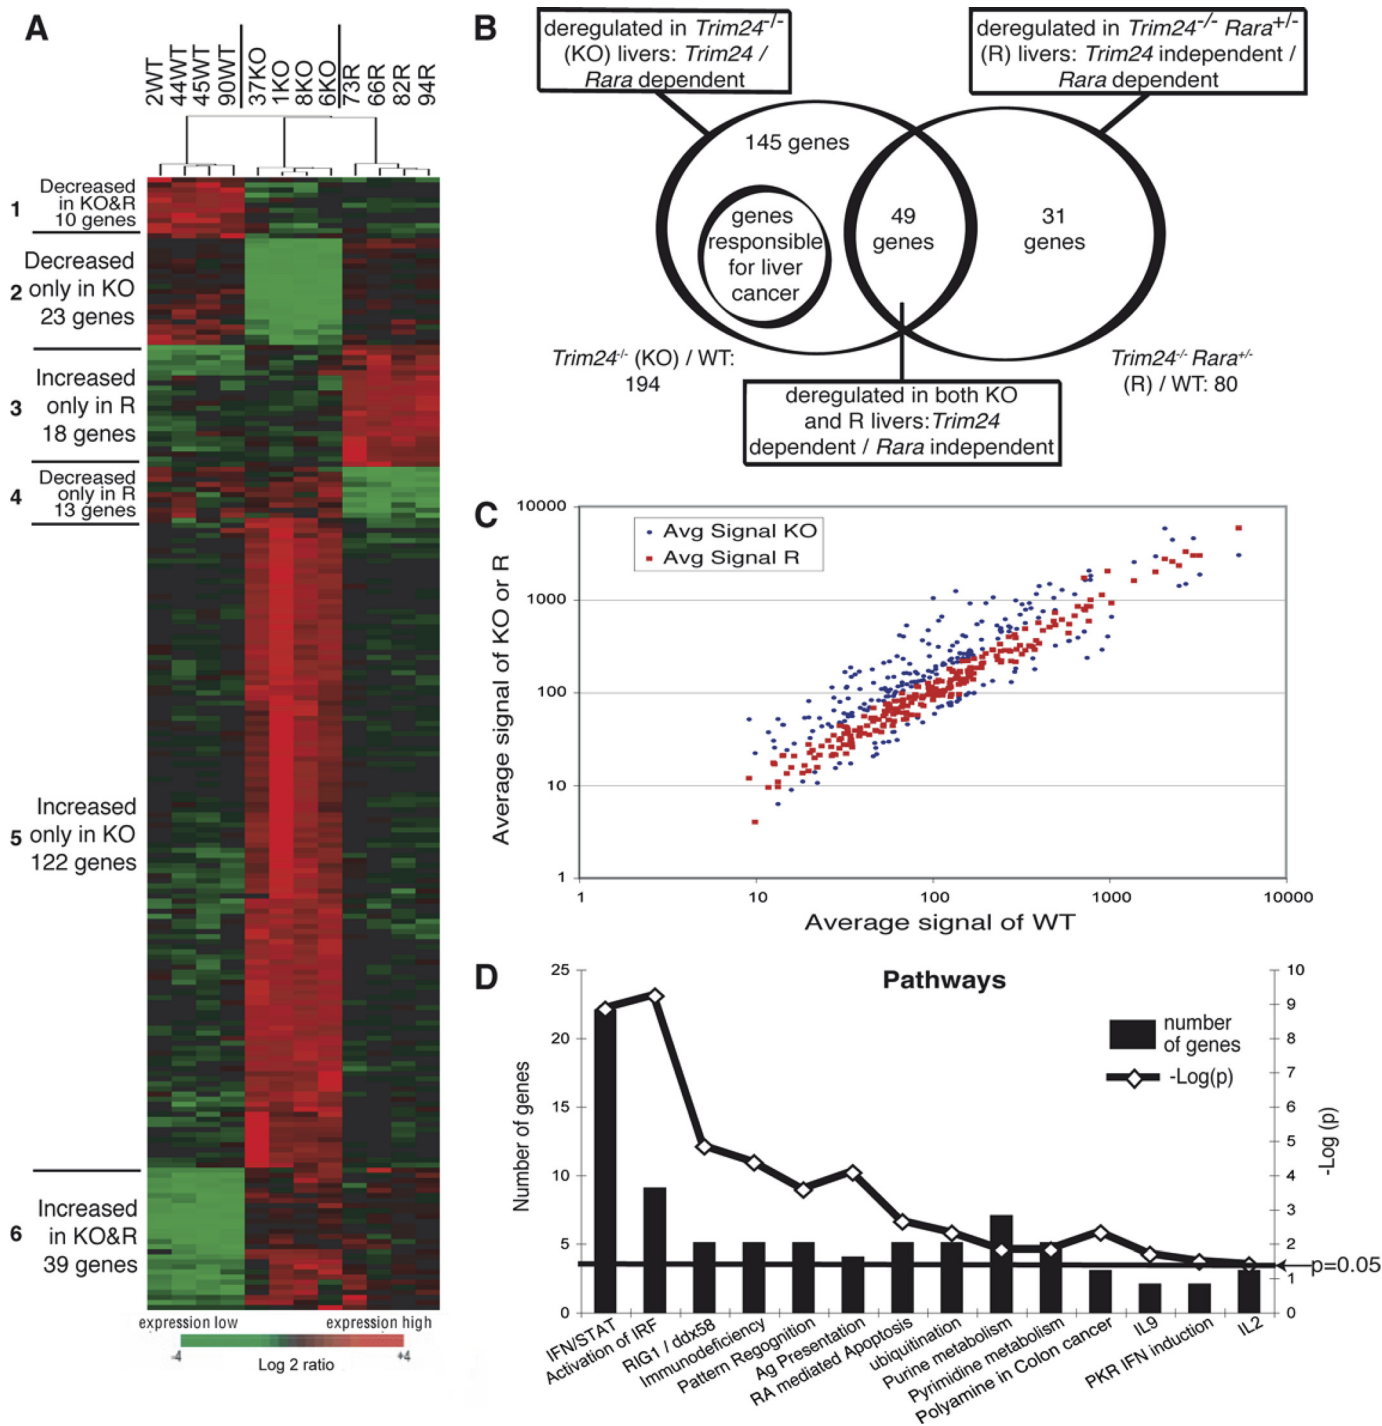 A
2WT
44WT
45WT
90WT
37KO
1KO
8KO
6KO
73R
66R
82R
94R
1
Decreased
in KO&R
10 genes
2
Decreased
only in KO
23 genes
3
Increased
only in R
18 genes
4
Decreased
only in R
13 genes
5
Increased
only in KO
122 genes
6
Increased
in KO&R
39 genes
expression low
expression high
-4
+4
Log 2 ratio
B
deregulated in Trim24-/-
(KO) livers: Trim24 /
Rara dependent
deregulated in Trim24-/- Rara+/-
(R) livers: Trim24 independent /
Rara dependent
145 genes
genes
responsible
for liver
cancer
49
genes
31
genes
Trim24-/- (KO) / WT:
194
Trim24-/- Rara+/-
(R) / WT: 80
deregulated in both KO
and R livers:Trim24
dependent / Rara independent
C
Avg Signal KO
Avg Signal R
Average signal of KO or R
10000
1000
100
10
1
1
10
100
1000
10000
Average signal of WT
D
Pathways
number
of genes
-Log(p)
Number of genes
25
20
15
10
5
0
-Log (p)
10
9
8
7
6
5
4
3
2
1
0
p=0.05
IFN/STAT
Activation of IRF
RIG1 / ddx58
Immunodeficiency
Pattern Regognition
Ag Presentation
RA mediated Apoptosis
ubiquitination
Purine metabolism
Pyrimidine metabolism
Polyamine in Colon cancer
IL9
PKR IFN induction
IL2